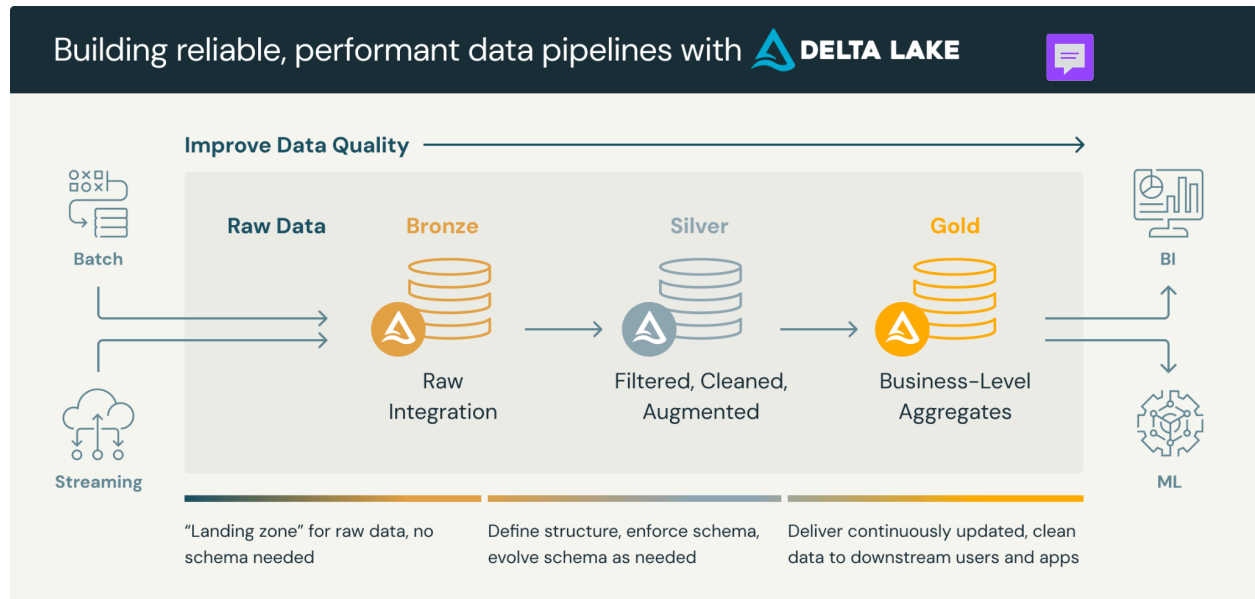 Building reliable, performant data pipelines with DELTA LAKE
Improve Data Quality
Raw Data
Bronze
Silver
Gold
Batch
BI
Raw
Integration
Filtered, Cleaned,
Augmented
Business-Level
Aggregates
Streaming
ML
“Landing zone” for raw data, no
schema needed
Define structure, enforce schema,
evolve schema as needed
Deliver continuously updated, clean
data to downstream users and apps